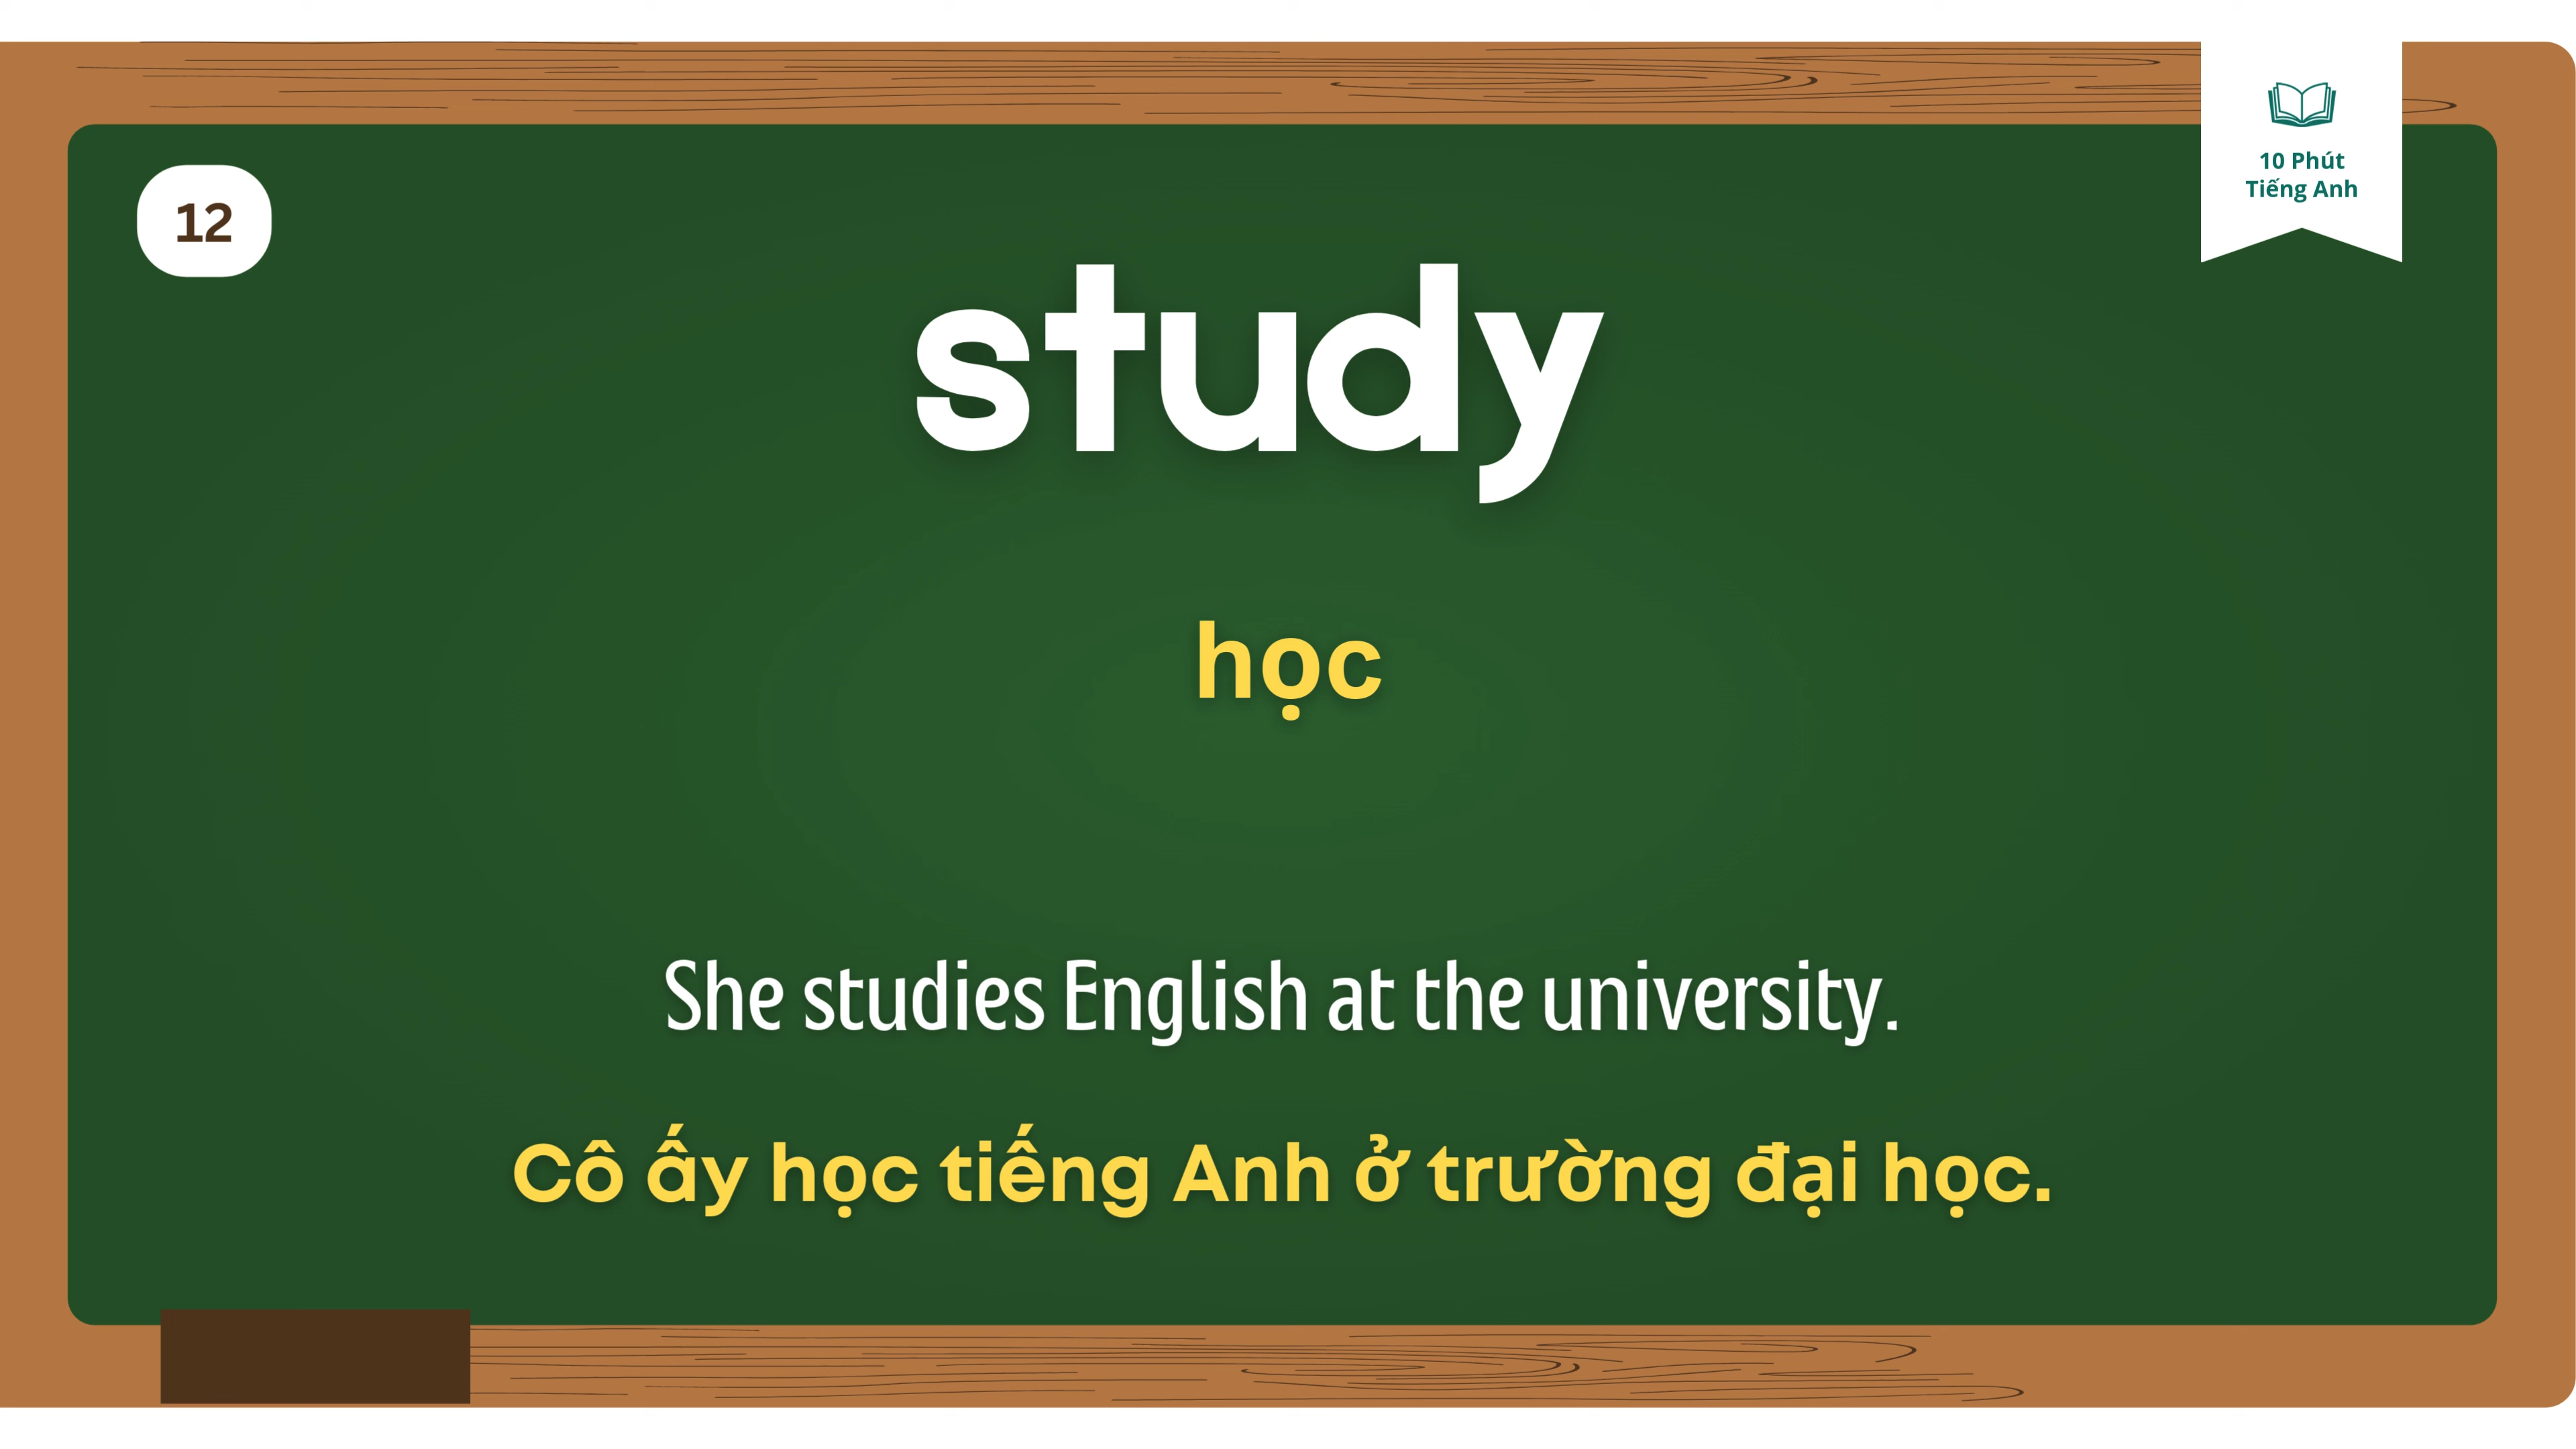 12
10 Phút
Tiếng Anh
study
học
She studies English at the university.
Cô ấy học tiếng Anh ở trường đại học.